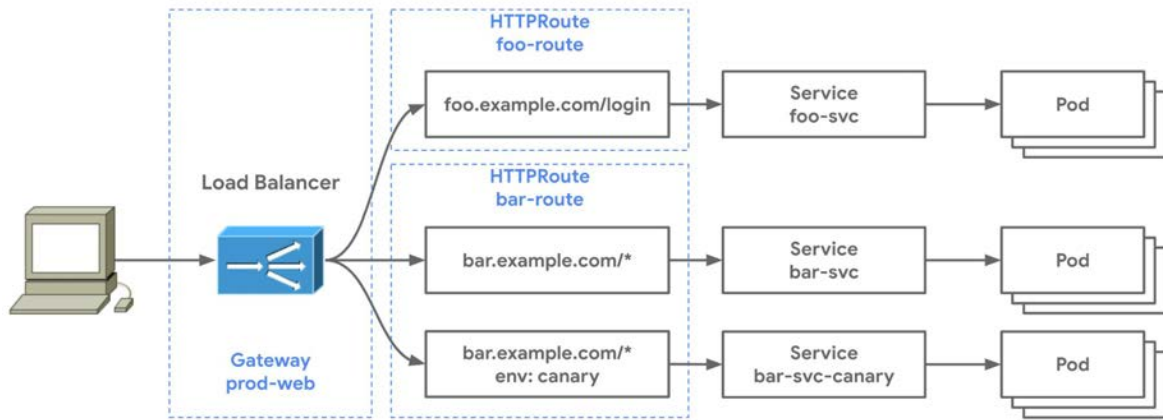 HTTPRoute
foo-route
foo.example.com/login
Service
foo-svc
Pod
Load Balancer
HTTPRoute
bar-route
bar.example.com/*
Service
bar-svc
Pod
Gateway
prod-web
bar.example.com/*
env: canary
Service
bar-svc-canary
Pod